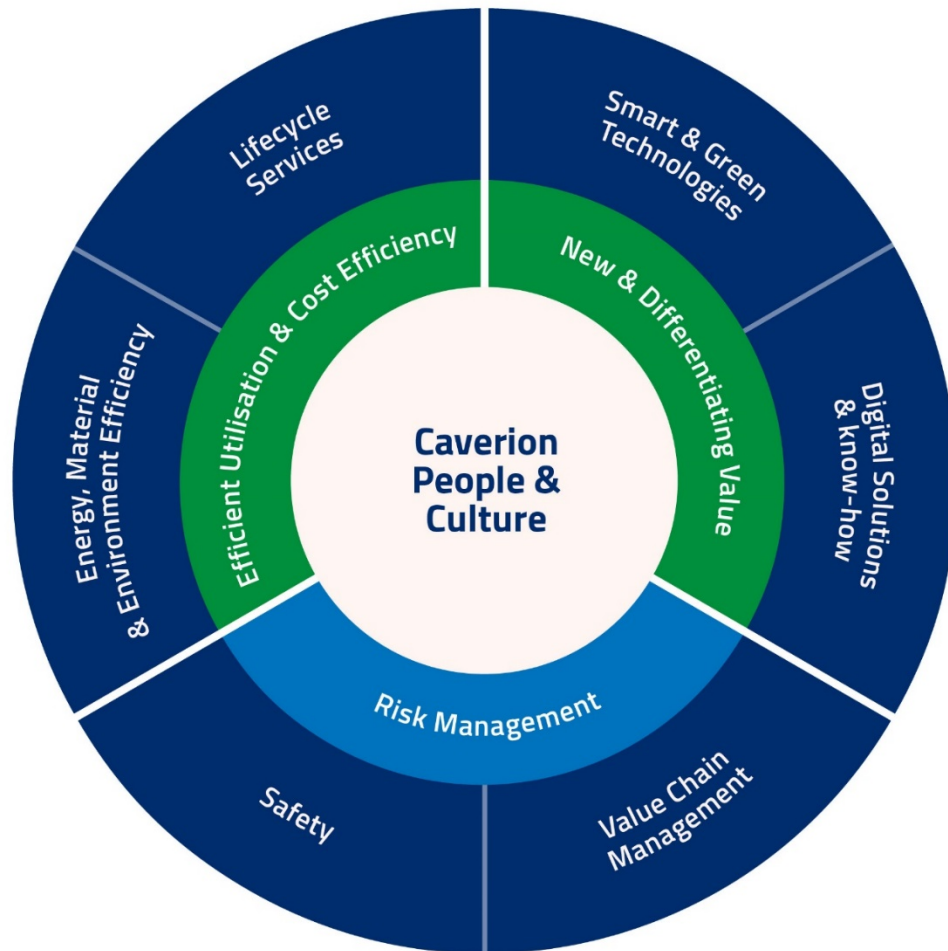 Lifecycle
Services
Smart & Green
Technologies
Efficient Utilisation & Cost Efficiency
New & Differentiating Value
Energy, Material
& Environment Efficiency
Caverion
People &
Culture
Digital Solutions
& know-how
Risk Management
Safety
Value Chain
Management